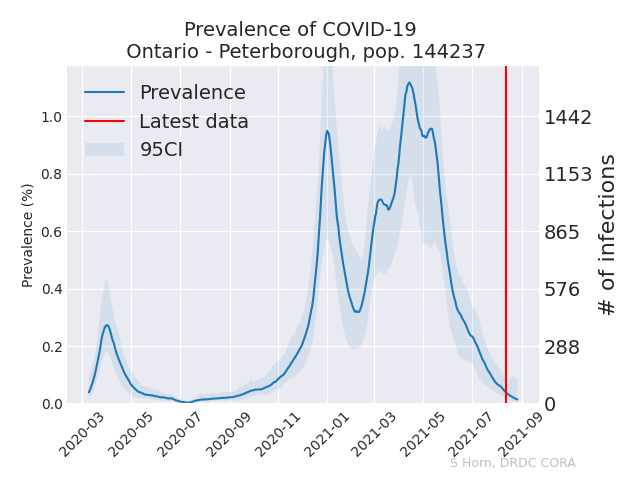 Prevalence of COVID-19
Ontario - Peterborough, pop. 144237
Prevalence
Latest data
95CI
Prevalence (%)
1.0
0.8
0.6
0.4
0.2
0.0
1442
1153
865
576
288
0
# of infections
2020-03
2020-05
2020-07
2020-09
2020-11
2021-01
2021-03
2021-05
2021-07
2021-09
S Horn, DRDC CORA